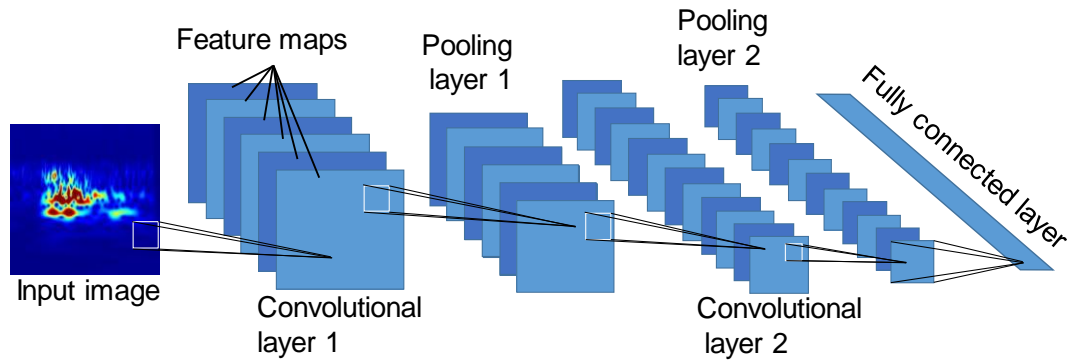 Feature maps
Pooling
layer 1
Pooling
layer 2
Fully connected layer
Input image
Convolutional
layer 1
Convolutional
layer 2